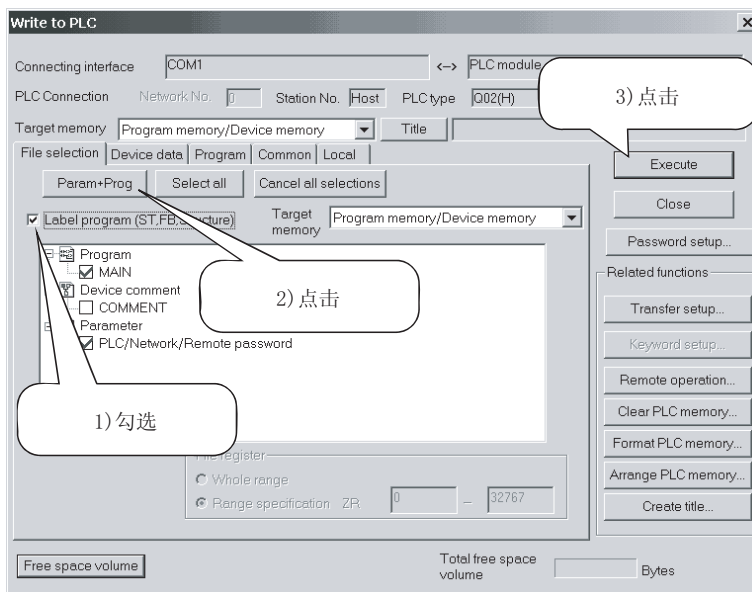 Write to PLC
Connecting interface COM1 <--> PLC module
PLC Connection Network No. 0 Station No. Host PLC type Q02(H)
3)点击
Target memory Program memory/Device memory Title
File selection Device data Program Common Local
Execute
Param+Prog Select all Cancel all selections
Close
Label program (ST,FB,Structure) Target memory Program memory/Device memory
Password setup...
Program
Related functions
MAIN
Device comment
2)点击
COMMENT
Transfer setup...
Parameter
PLC/Network/Remote password
Keyword setup...
Remote operation...
1)勾选
Clear PLC memory...
Format PLC memory...
File register
Whole range
Arrange PLC memory...
Range specification ZR 0 – 32767
Create title...
Free space volume
Total free space volume Bytes